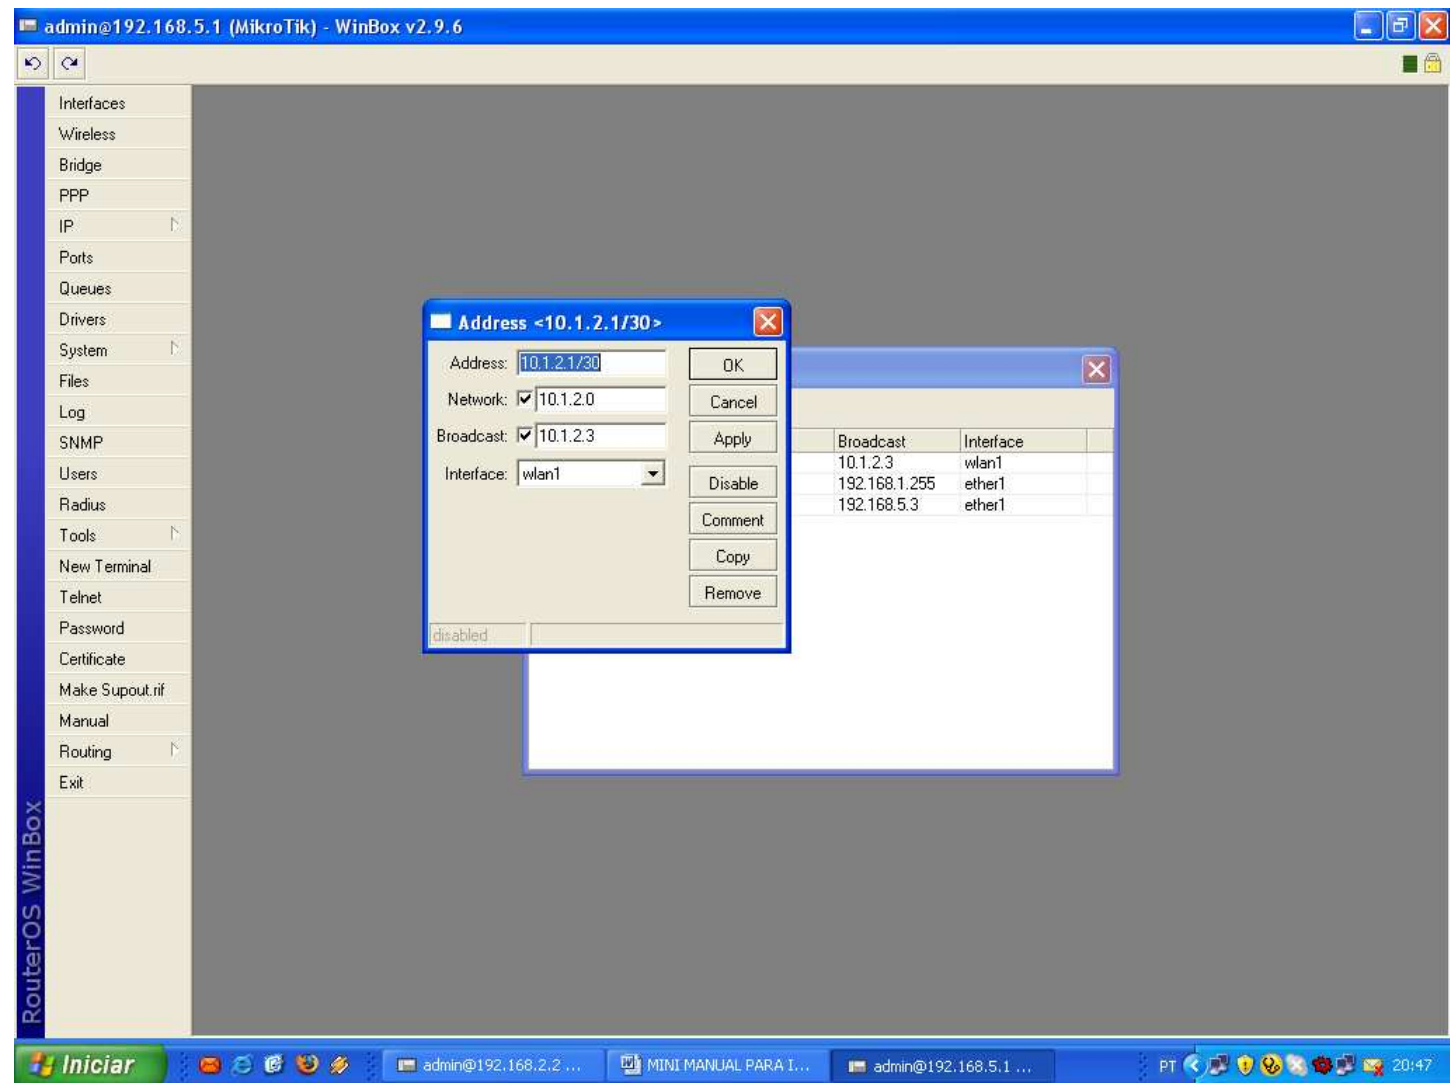 admin@192.168.5.1 (MikroTik) - WinBox v2.9.6
Interfaces
Wireless
Bridge
PPP
IP
Ports
Queues
Drivers
System
Files
Log
SNMP
Users
Radius
Tools
New Terminal
Telnet
Password
Certificate
Make Supout.rif
Manual
Routing
Exit
RouterOS WinBox
Address <10.1.2.1/30>
Address: 10.1.2.1/30
OK
Network: 10.1.2.0
Cancel
Broadcast: 10.1.2.3
Apply
Interface: wlan1
Disable
Comment
Copy
Remove
disabled
Broadcast Interface
10.1.2.3 wlan1
192.168.1.255 ether1
192.168.5.3 ether1
Iniciar
admin@192.168.2.2 ...
MINI MANUAL PARA I...
admin@192.168.5.1 ...
PT
20:47